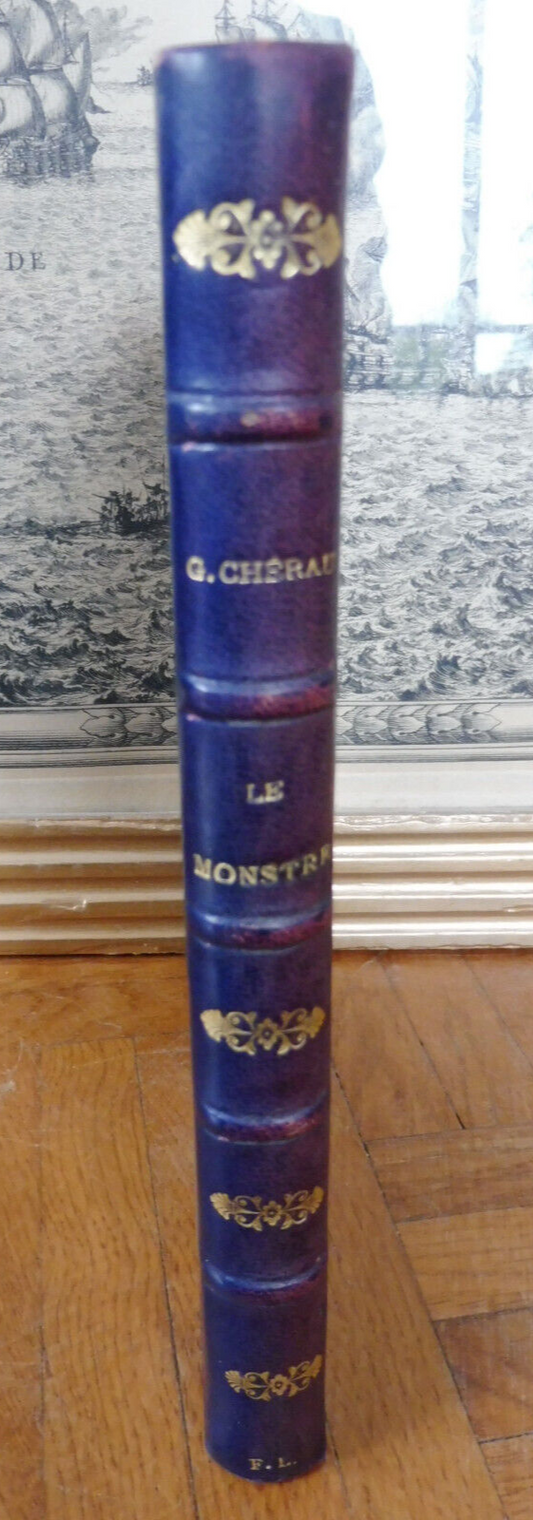 DE
G. CHÉRAU
LE
MONSTRE
F. L.